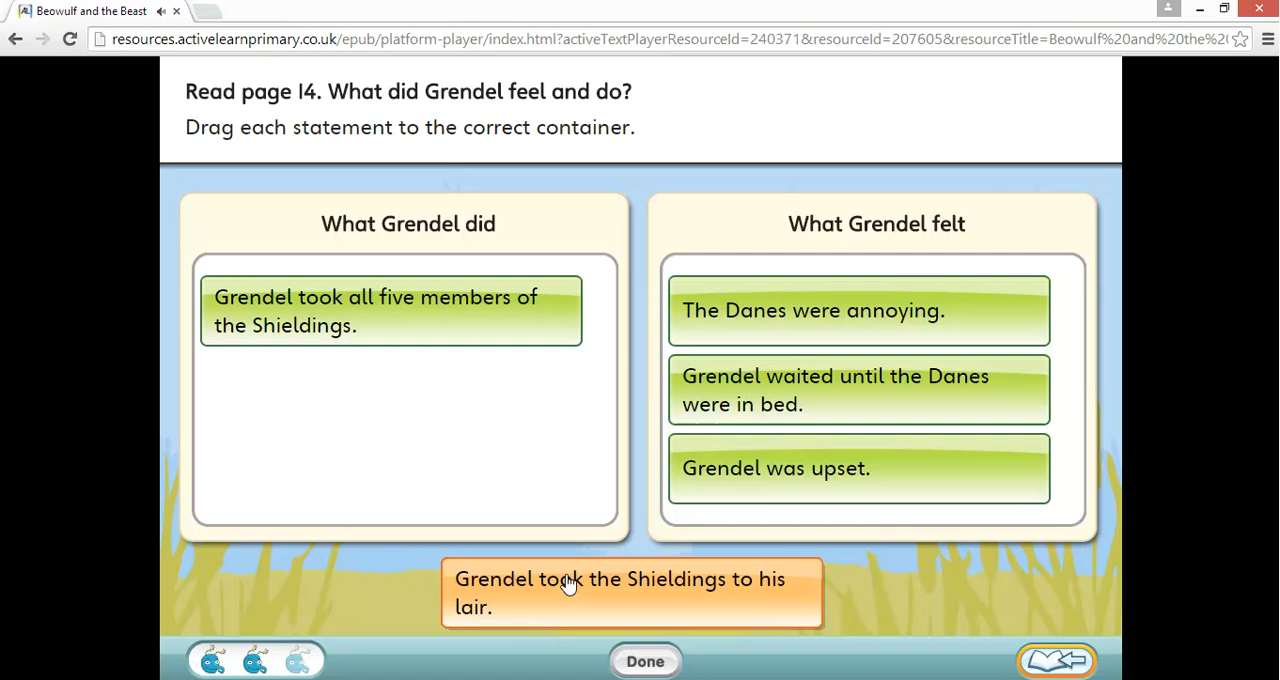 Beowulf and the Beast
resources.activelearnprimary.co.uk/epub/platform-player/index.html?activeTextPlayerResourceId=240371&resourceId=207605&resourceTitle=Beowulf%20and%20the%20
Read page 14. What did Grendel feel and do?
Drag each statement to the correct container.
What Grendel did
Grendel took all five members of
the Shieldings.
What Grendel felt
The Danes were annoying.
Grendel waited until the Danes
were in bed.
Grendel was upset.
Grendel took the Shieldings to his
lair.
Done